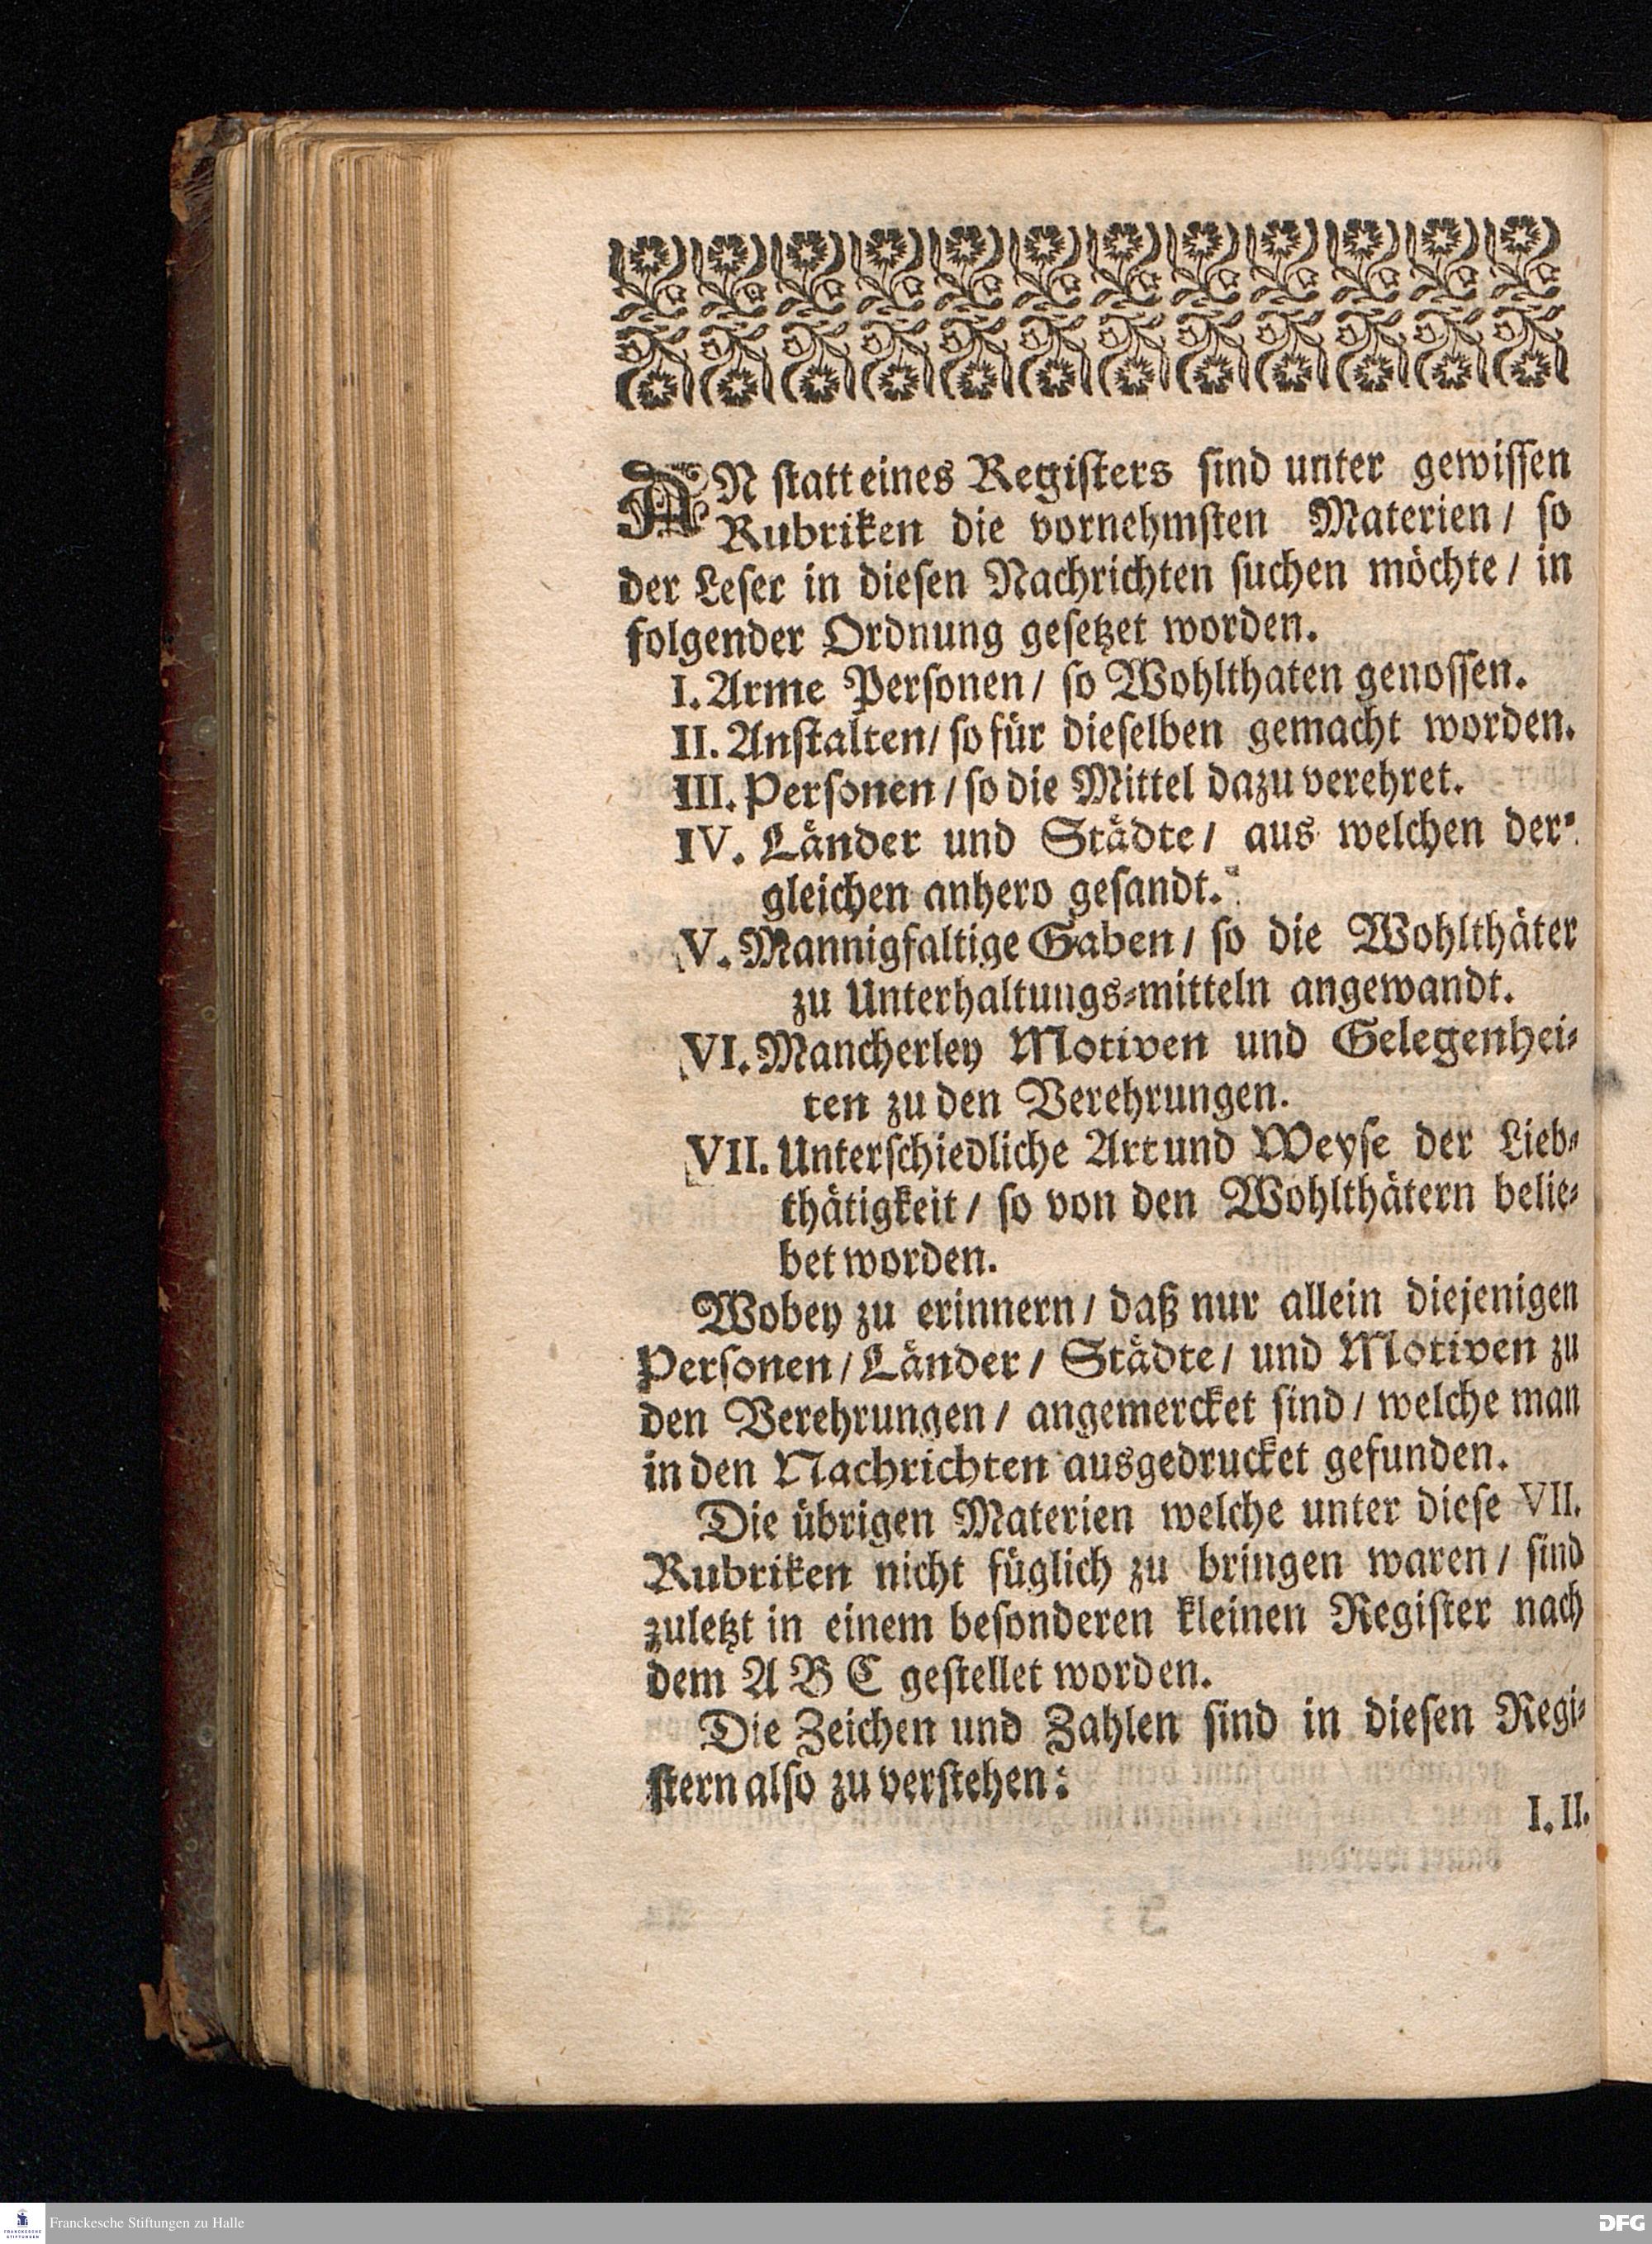 AN statt eines Registers sind unter gewissen
Rubriken die vornehmsten Materien / so
der Leser in diesen Nachrichten suchen möchte / in
folgender Ordnung gesetzet worden.
I. Arme Personen / so Wohlthaten genossen.
II. Anstalten / so für dieselben gemacht worden.
III. Personen / so die Mittel dazu verehret.
IV. Länder und Städte / aus welchen der⸗
gleichen anhero gesandt.
V. Mannigfaltige Gaben / so die Wohlthäter
zu Unterhaltungs⸗mitteln angewandt.
VI. Mancherley Motiven und Gelegenhei⸗
ten zu den Verehrungen.
VII. Unterschiedliche Art und Weyse der Lieb⸗
thätigkeit / so von den Wohlthätern belie⸗
bet worden.
Wobey zu erinnern / daß nur allein diejenigen
Personen / Länder / Städte / und Motiven zu
den Verehrungen / angemercket sind / welche man
in den Nachrichten ausgedrucket gefunden.
Die übrigen Materien welche unter diese VII.
Rubriken nicht füglich zu bringen waren / sind
zuletzt in einem besonderen kleinen Register nach
dem A B C gestellet worden.
Die Zeichen und Zahlen sind in diesen Regi⸗
stern also zu verstehen:
I. II.
Franckesche Stiftungen zu Halle
DFG